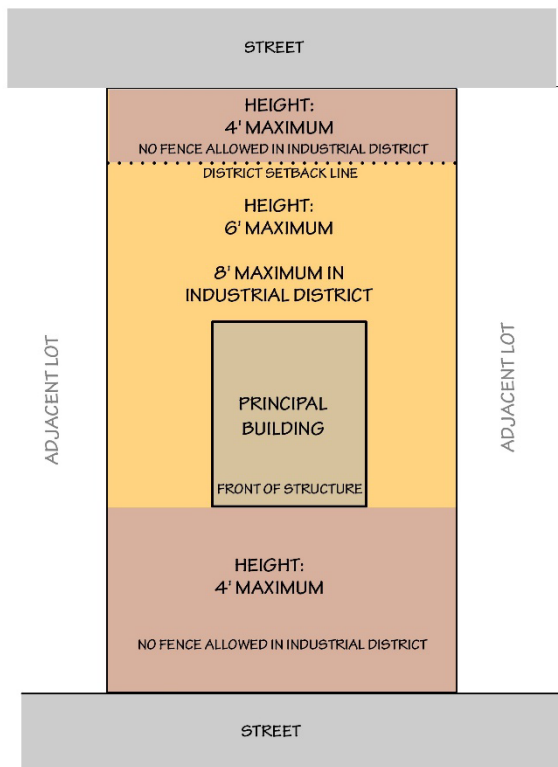 STREET
HEIGHT:
4' MAXIMUM
NO FENCE ALLOWED IN INDUSTRIAL DISTRICT
DISTRICT SETBACK LINE
HEIGHT:
6' MAXIMUM
8' MAXIMUM IN
INDUSTRIAL DISTRICT
ADJACENT LOT
PRINCIPAL
BUILDING
FRONT OF STRUCTURE
ADJACENT LOT
HEIGHT:
4' MAXIMUM
NO FENCE ALLOWED IN INDUSTRIAL DISTRICT
STREET